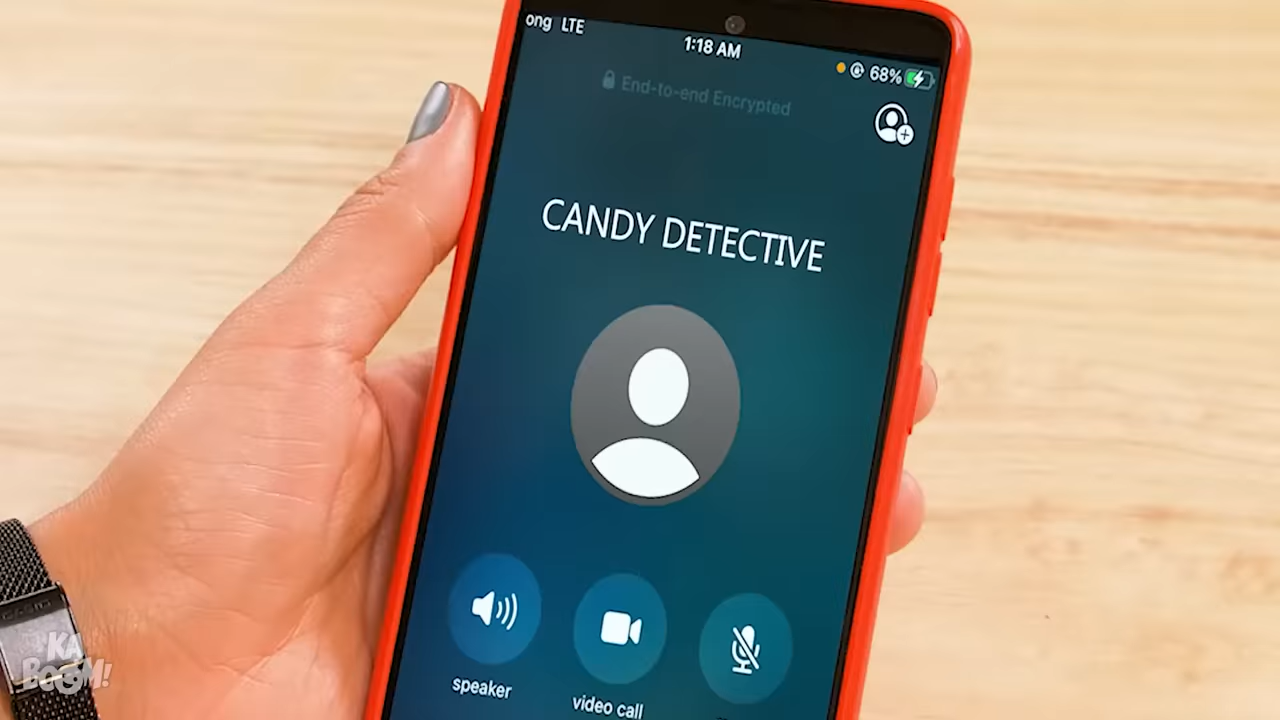 ong LTE
1:18 AM
68%
End-to-end Encrypted
CANDY DETECTIVE
speaker
video call
KA
BOOM!